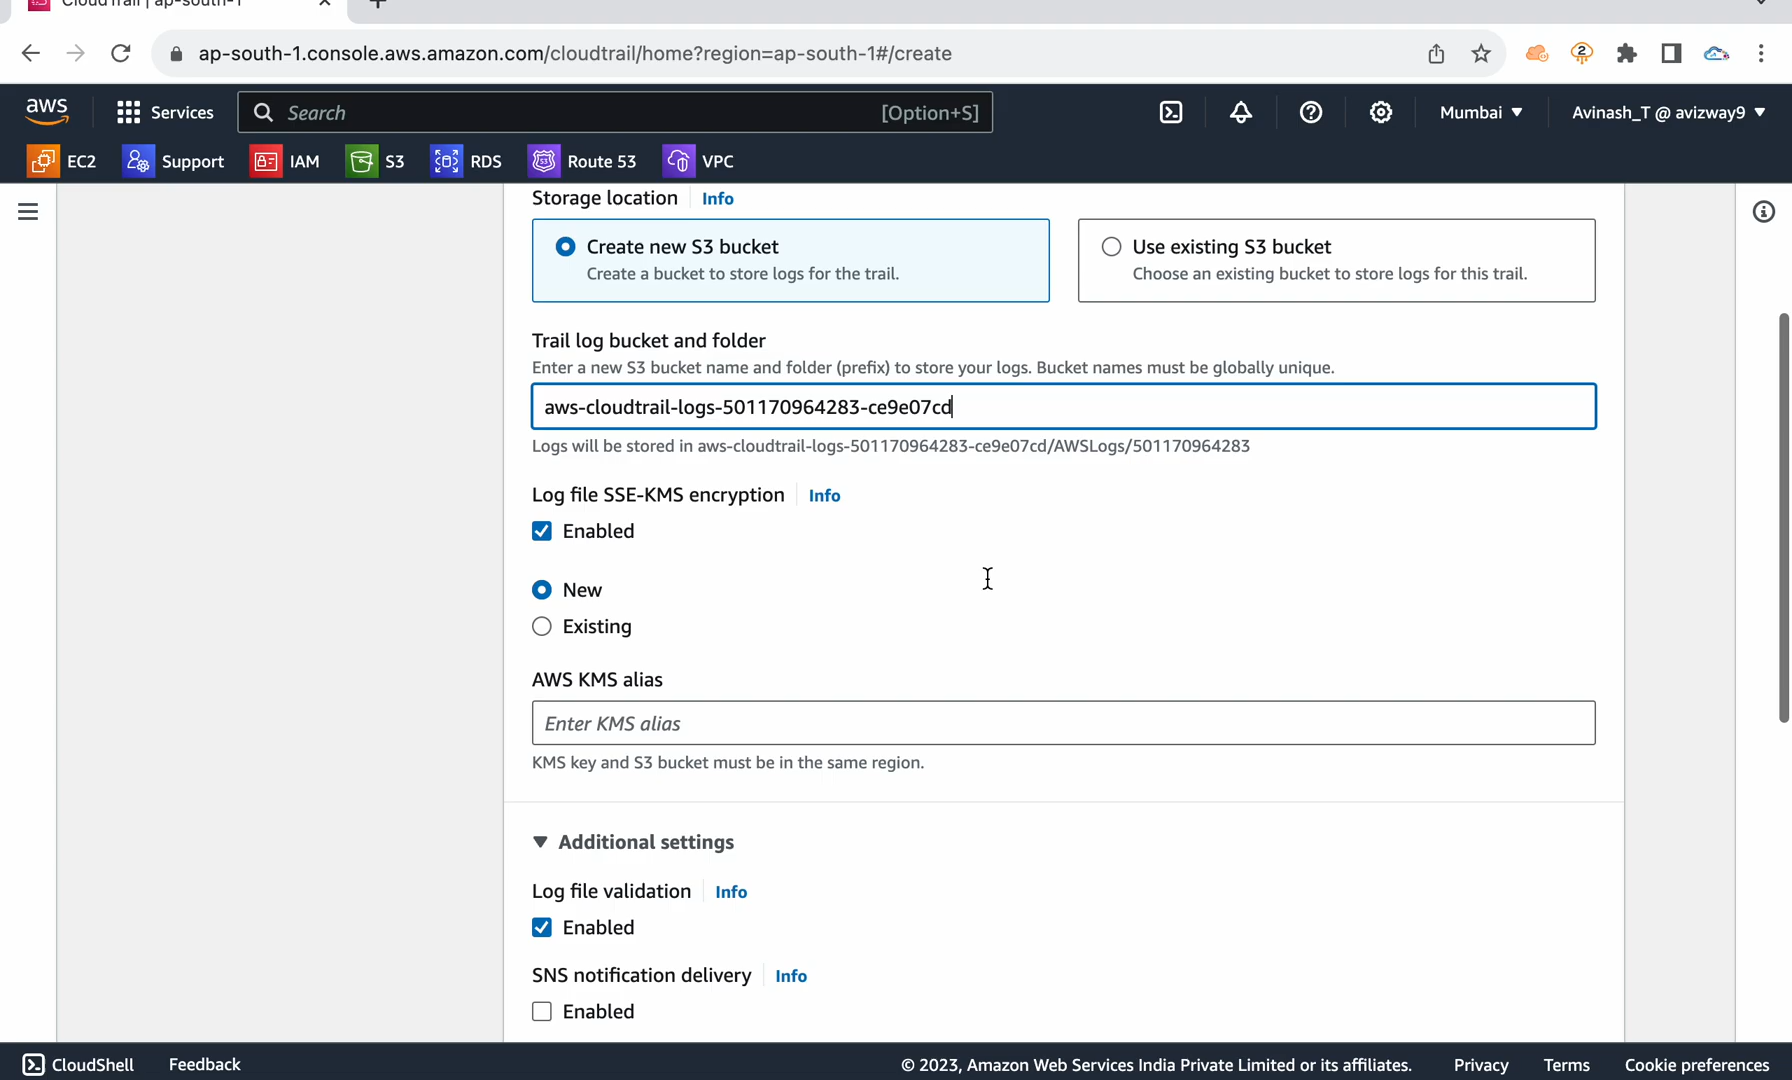 CloudTrail | ap-south-1
ap-south-1.console.aws.amazon.com/cloudtrail/home?region=ap-south-1#/create
2
aws
Services
Search
[Option+S]
Mumbai
Avinash_T @ avizway9
EC2
Support
IAM
S3
RDS
Route 53
VPC
Storage location
Info
Create new S3 bucket
Create a bucket to store logs for the trail.
Use existing S3 bucket
Choose an existing bucket to store logs for this trail.
Trail log bucket and folder
Enter a new S3 bucket name and folder (prefix) to store your logs. Bucket names must be globally unique.
aws-cloudtrail-logs-501170964283-ce9e07cd
Logs will be stored in aws-cloudtrail-logs-501170964283-ce9e07cd/AWSLogs/501170964283
Log file SSE-KMS encryption
Info
Enabled
New
Existing
AWS KMS alias
Enter KMS alias
KMS key and S3 bucket must be in the same region.
Additional settings
Log file validation
Info
Enabled
SNS notification delivery
Info
Enabled
CloudShell
Feedback
© 2023, Amazon Web Services India Private Limited or its affiliates.
Privacy
Terms
Cookie preferences